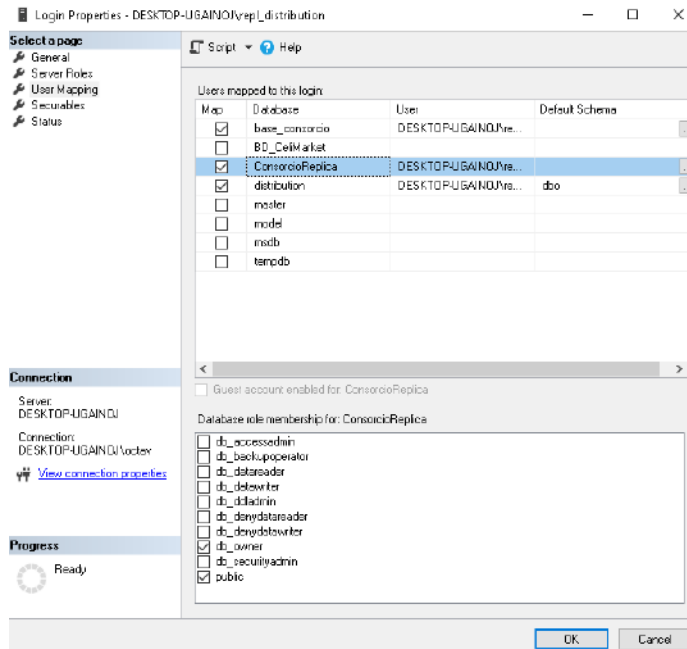 Login Properties - DESKTOP-UGAINOJ\repl_distribution
Select a page
General
Server Roles
User Mapping
Securables
Status
Script
Help
Users mapped to this login:
Map Database User Default Schema
base_consorcio DESKTOP-UGAINOJ\re...
BD_CeliMarket
ConsorcioReplica DESKTOP-UGAINOJ\re...
distribution DESKTOP-UGAINOJ\re... dbo
master
model
msdb
tempdb
Guest account enabled for: ConsorcioReplica
Database role membership for: ConsorcioReplica
db_accessadmin
db_backupoperator
db_datareader
db_datawriter
db_ddladmin
db_denydatareader
db_denydatawriter
db_owner
db_securityadmin
public
Connection
Server:
DESKTOP-UGAINOJ
Connection:
DESKTOP-UGAINOJ\octav
View connection properties
Progress
Ready
OK
Cancel